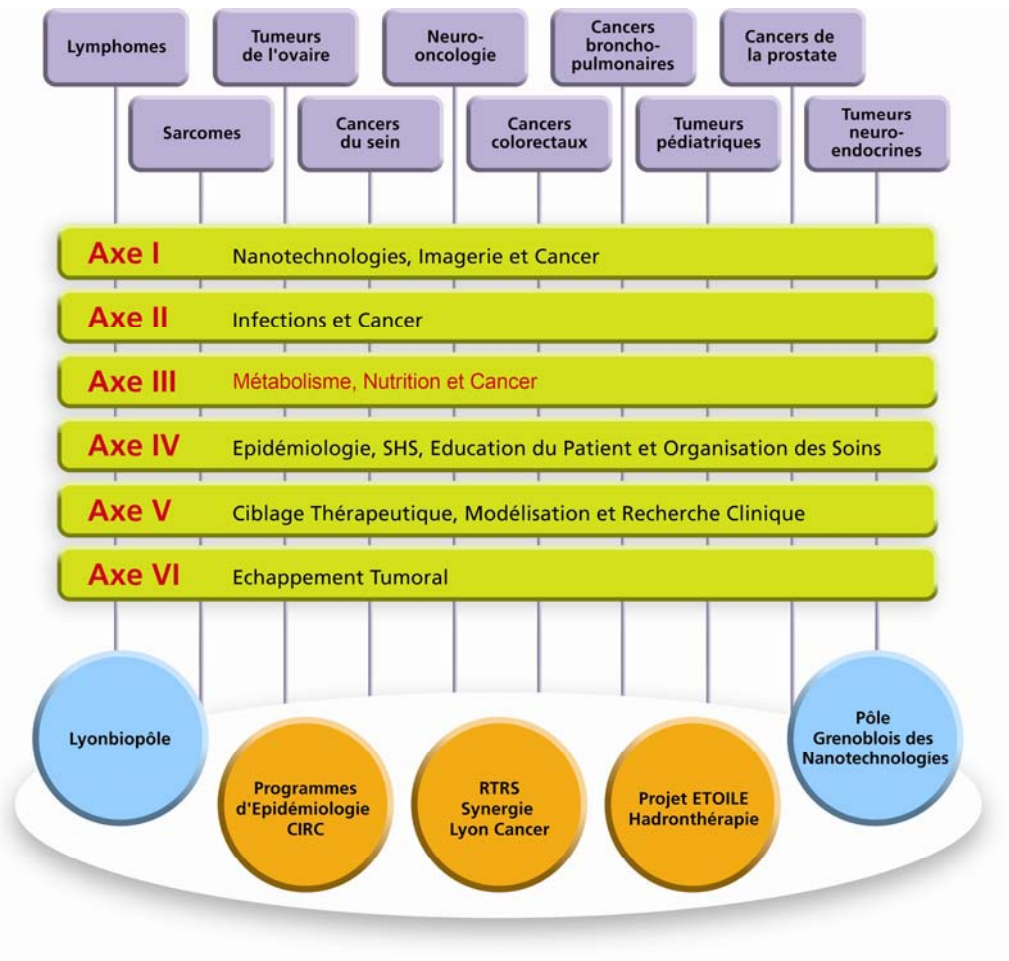 Lymphomes
Tumeurs
de l'ovaire
Neuro-
oncologie
Cancers
broncho-
pulmonaires
Cancers de
la prostate
Sarcomes
Cancers
du sein
Cancers
colorectaux
Tumeurs
pédiatriques
Tumeurs
neuro-
endocrines
Axe I Nanotechnologies, Imagerie et Cancer
Axe II Infections et Cancer
Axe III Métabolisme, Nutrition et Cancer
Axe IV Epidémiologie, SHS, Education du Patient et Organisation des Soins
Axe V Ciblage Thérapeutique, Modélisation et Recherche Clinique
Axe VI Echappement Tumoral
Lyonbiopôle
Programmes
d'Epidémiologie
CIRC
RTRS
Synergie
Lyon Cancer
Projet ETOILE
Hadronthérapie
Pôle
Grenoblois des
Nanotechnologies